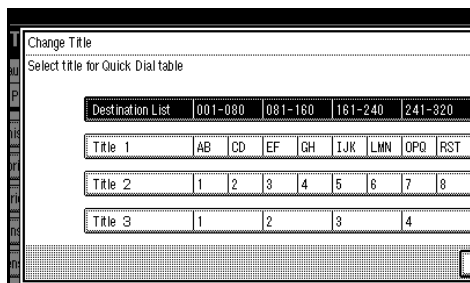 Change Title
Select title for Quick Dial table
Destination List 001-080 081-160 161-240 241-320
Title 1 AB CD EF GH IJK LMN OPQ RST
Title 2 1 2 3 4 5 6 7 8
Title 3 1 2 3 4